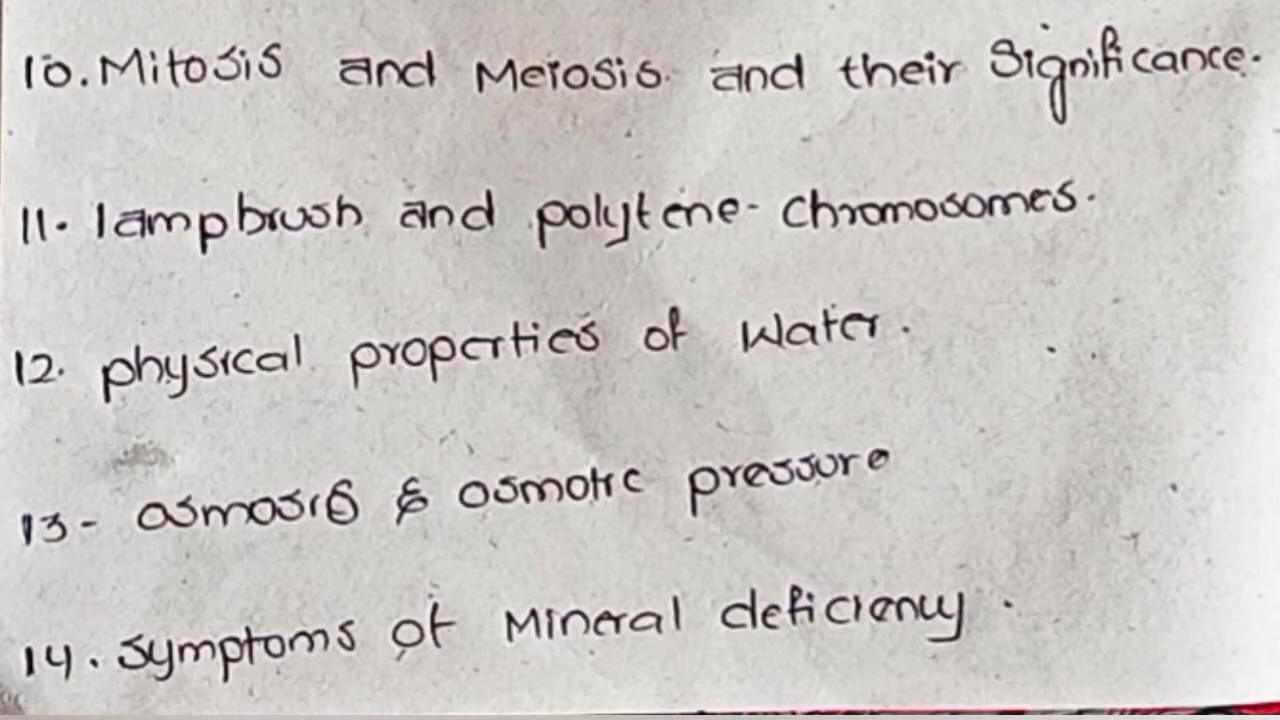 10. Mitosis and Meiosis and their Significance.
11. lampbrush and polytene- chromosomes.
12. physical properties of Water.
13- osmosis & osmotic pressure
14. symptoms of Mineral deficiency.